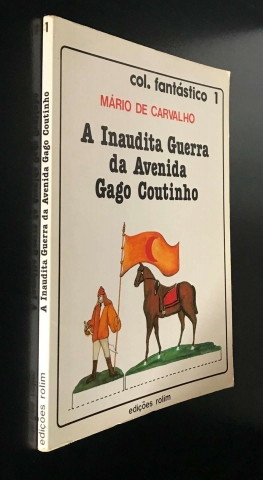 col. fantástico 1
MÁRIO DE CARVALHO
A Inaudita Guerra
da Avenida
Gago Coutinho
edições rolim
1
A Inaudita Guerra da Avenida Gago Coutinho
edições rolim